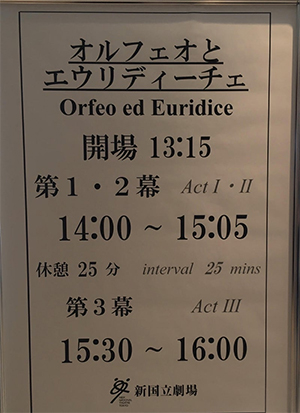 オルフェオと
エウリディーチェ
Orfeo ed Euridice
開場 13:15
第1・2幕 Act I・II
14:00 ~ 15:05
休憩 25 分 interval 25 mins
第3幕 Act III
15:30 ~ 16:00
新国立劇場